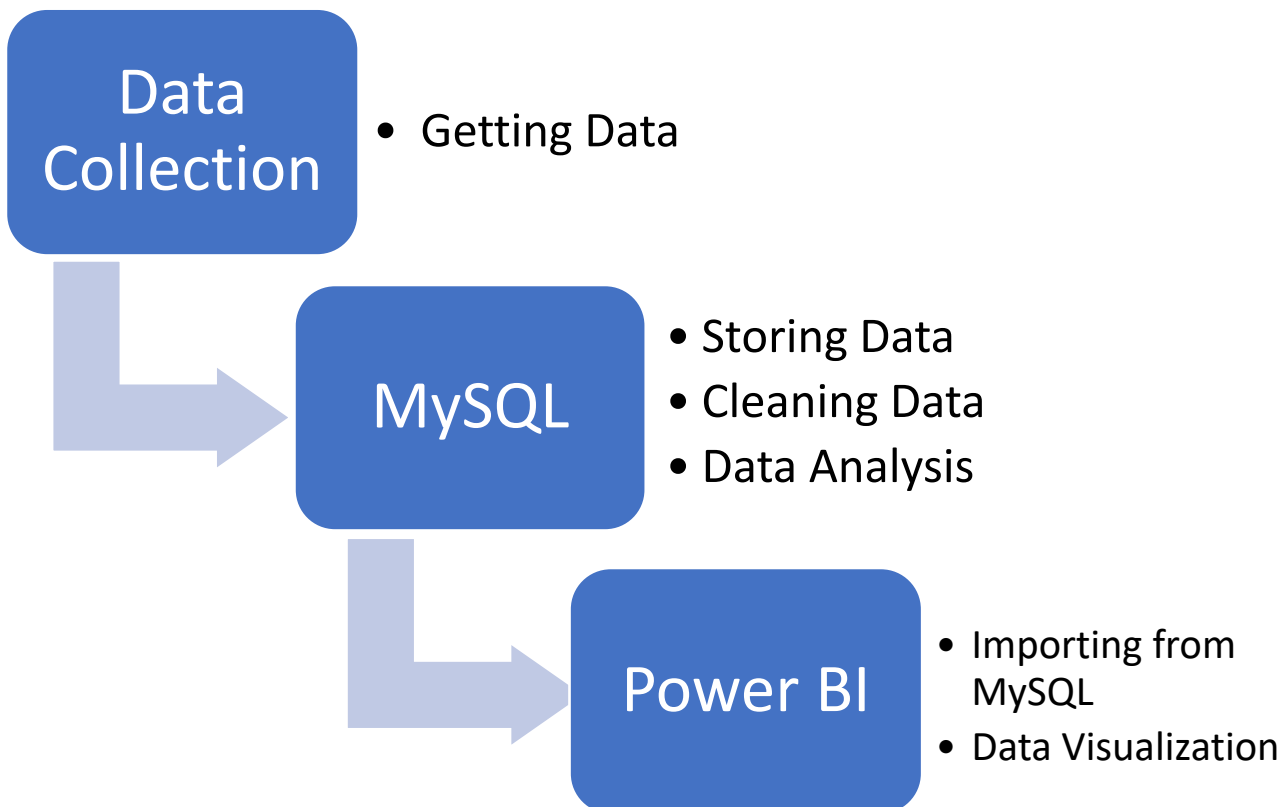 Data
Collection
• Getting Data
MySQL
• Storing Data
• Cleaning Data
• Data Analysis
Power BI
• Importing from
MySQL
• Data Visualization